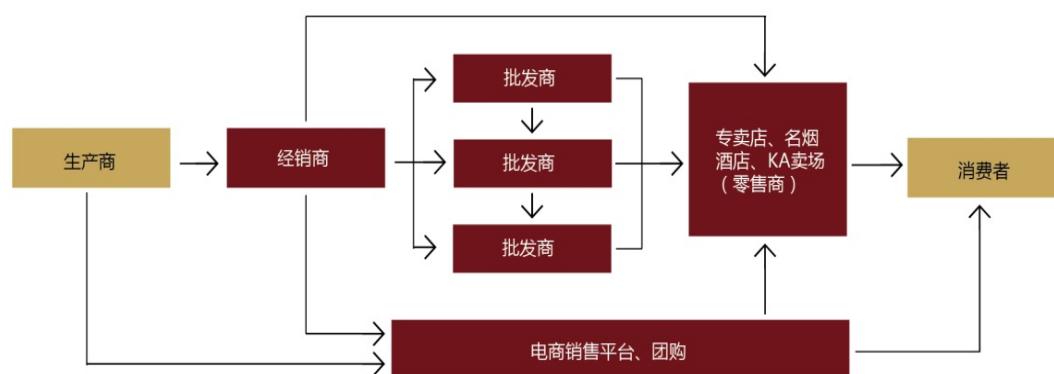 批发商
生产商
经销商
批发商
专卖店、名烟
酒店、KA卖场
（零售商）
消费者
批发商
电商销售平台、团购